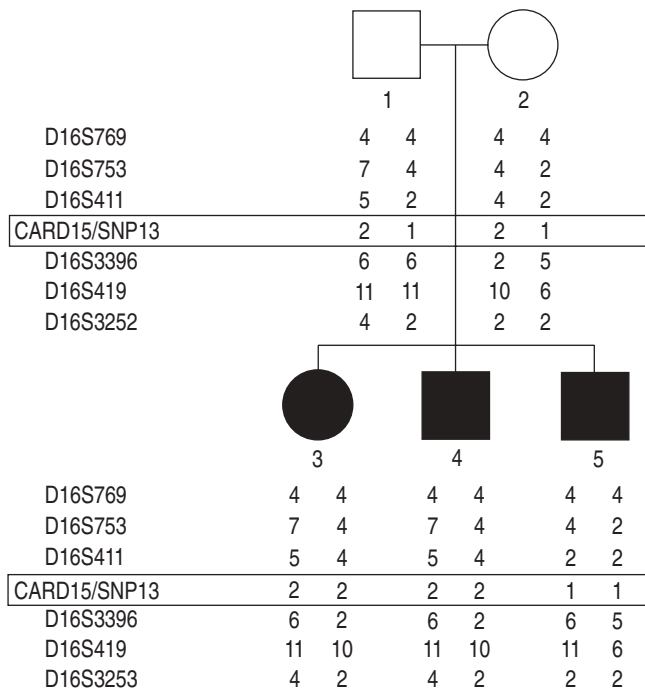 1 2
D16S769 4 4 4 4
D16S753 7 4 4 2
D16S411 5 2 4 2
CARD15/SNP13 2 1 2 1
D16S3396 6 6 2 5
D16S419 11 11 10 6
D16S3252 4 2 2 2
3 4 5
D16S769 4 4 4 4 4 4
D16S753 7 4 7 4 4 2
D16S411 5 4 5 4 2 2
CARD15/SNP13 2 2 2 2 1 1
D16S3396 6 2 6 2 6 5
D16S419 11 10 11 10 11 6
D16S3253 4 2 4 2 2 2